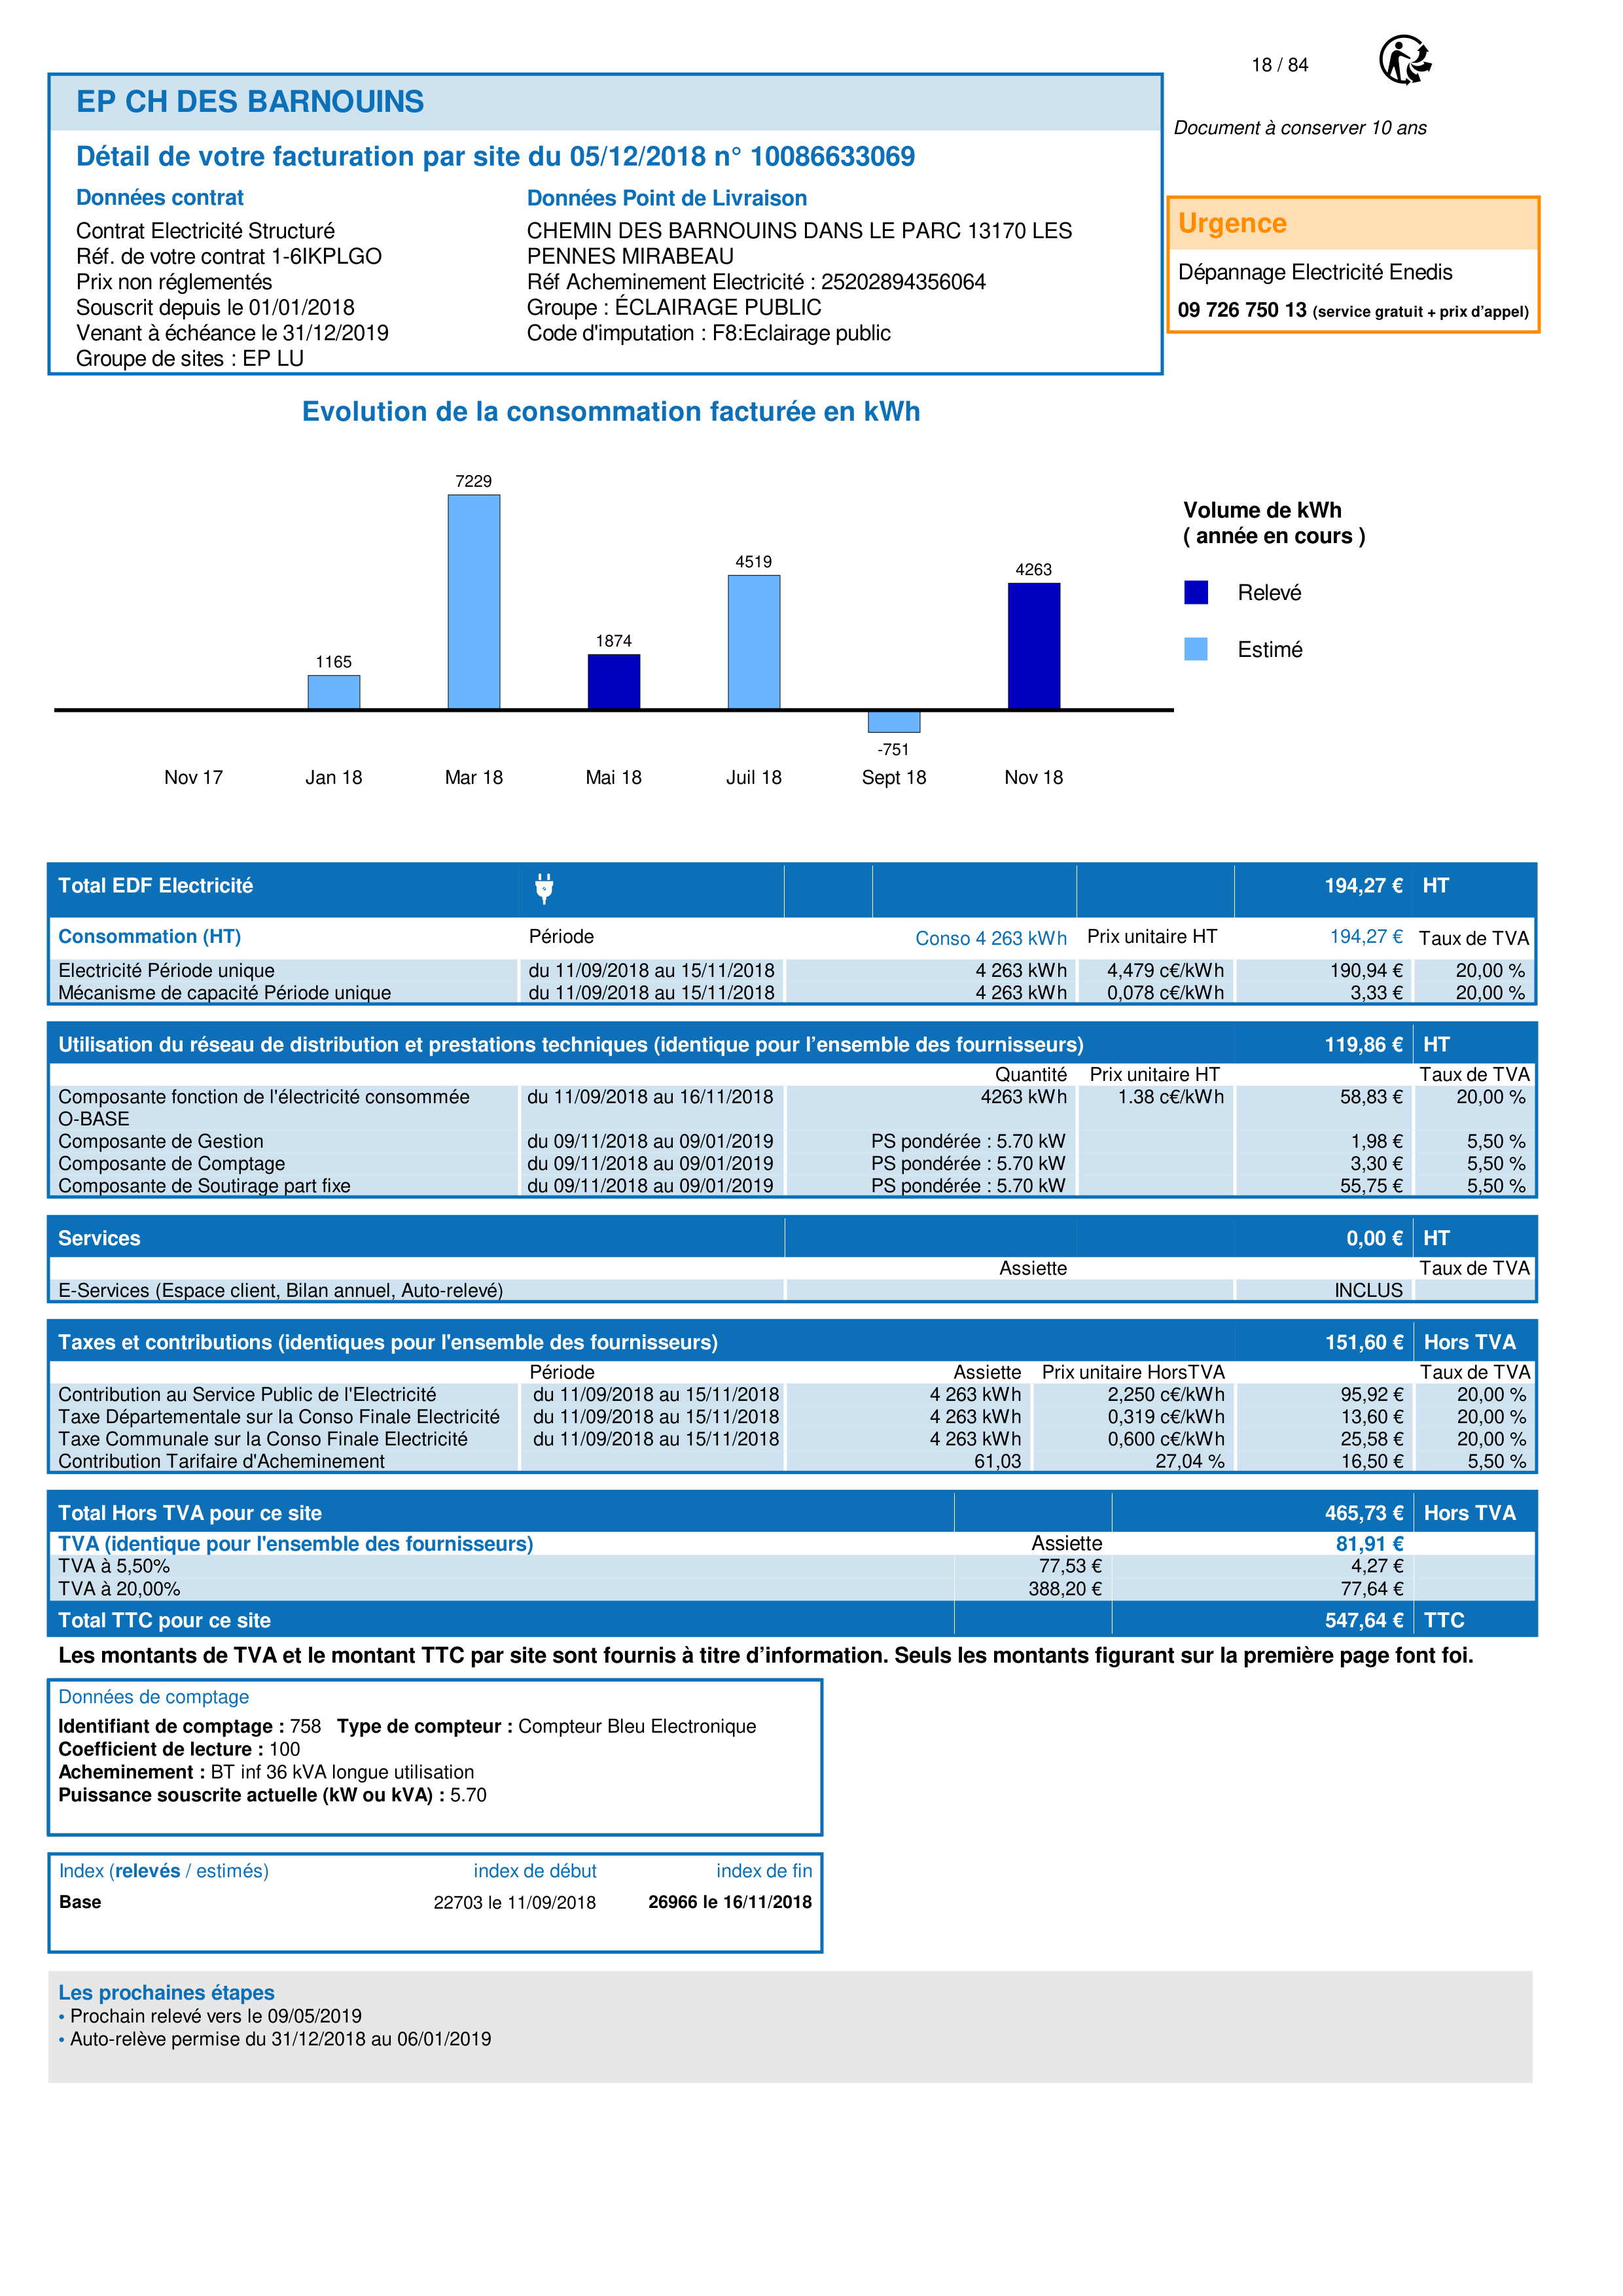 18 / 84
EP CH DES BARNOUINS
Document à conserver 10 ans
Détail de votre facturation par site du 05/12/2018 n° 10086633069
Données contrat
Contrat Electricité Structuré
Réf. de votre contrat 1-6IKPLGO
Prix non réglementés
Souscrit depuis le 01/01/2018
Venant à échéance le 31/12/2019
Groupe de sites : EP LU
Données Point de Livraison
CHEMIN DES BARNOUINS DANS LE PARC 13170 LES
PENNES MIRABEAU
Réf Acheminement Electricité : 25202894356064
Groupe : ÉCLAIRAGE PUBLIC
Code d'imputation : F8:Eclairage public
Urgence
Dépannage Electricité Enedis
09 726 750 13 (service gratuit + prix d’appel)
Evolution de la consommation facturée en kWh
7229
4519
4263
1874
1165
-751
Nov 17 Jan 18 Mar 18 Mai 18 Juil 18 Sept 18 Nov 18
Volume de kWh
( année en cours )
Relevé
Estimé
Total EDF Electricité 194,27 € HT
Consommation (HT) Période Conso 4 263 kWh Prix unitaire HT 194,27 € Taux de TVA
Electricité Période unique du 11/09/2018 au 15/11/2018 4 263 kWh 4,479 c€/kWh 190,94 € 20,00 %
Mécanisme de capacité Période unique du 11/09/2018 au 15/11/2018 4 263 kWh 0,078 c€/kWh 3,33 € 20,00 %
Utilisation du réseau de distribution et prestations techniques (identique pour l’ensemble des fournisseurs) 119,86 € HT
Quantité Prix unitaire HT Taux de TVA
Composante fonction de l'électricité consommée du 11/09/2018 au 16/11/2018 4263 kWh 1.38 c€/kWh 58,83 € 20,00 %
O-BASE
Composante de Gestion du 09/11/2018 au 09/01/2019 PS pondérée : 5.70 kW 1,98 € 5,50 %
Composante de Comptage du 09/11/2018 au 09/01/2019 PS pondérée : 5.70 kW 3,30 € 5,50 %
Composante de Soutirage part fixe du 09/11/2018 au 09/01/2019 PS pondérée : 5.70 kW 55,75 € 5,50 %
Services 0,00 € HT
Assiette Taux de TVA
E-Services (Espace client, Bilan annuel, Auto-relevé) INCLUS
Taxes et contributions (identiques pour l'ensemble des fournisseurs) 151,60 € Hors TVA
Période Assiette Prix unitaire HorsTVA Taux de TVA
Contribution au Service Public de l'Electricité du 11/09/2018 au 15/11/2018 4 263 kWh 2,250 c€/kWh 95,92 € 20,00 %
Taxe Départementale sur la Conso Finale Electricité du 11/09/2018 au 15/11/2018 4 263 kWh 0,319 c€/kWh 13,60 € 20,00 %
Taxe Communale sur la Conso Finale Electricité du 11/09/2018 au 15/11/2018 4 263 kWh 0,600 c€/kWh 25,58 € 20,00 %
Contribution Tarifaire d'Acheminement 61,03 27,04 % 16,50 € 5,50 %
Total Hors TVA pour ce site 465,73 € Hors TVA
TVA (identique pour l'ensemble des fournisseurs) Assiette 81,91 €
TVA à 5,50% 77,53 € 4,27 €
TVA à 20,00% 388,20 € 77,64 €
Total TTC pour ce site 547,64 € TTC
Les montants de TVA et le montant TTC par site sont fournis à titre d’information. Seuls les montants figurant sur la première page font foi.
Données de comptage
Identifiant de comptage : 758 Type de compteur : Compteur Bleu Electronique
Coefficient de lecture : 100
Acheminement : BT inf 36 kVA longue utilisation
Puissance souscrite actuelle (kW ou kVA) : 5.70
Index (relevés / estimés) index de début index de fin
Base 22703 le 11/09/2018 26966 le 16/11/2018
Les prochaines étapes
• Prochain relevé vers le 09/05/2019
• Auto-relève permise du 31/12/2018 au 06/01/2019